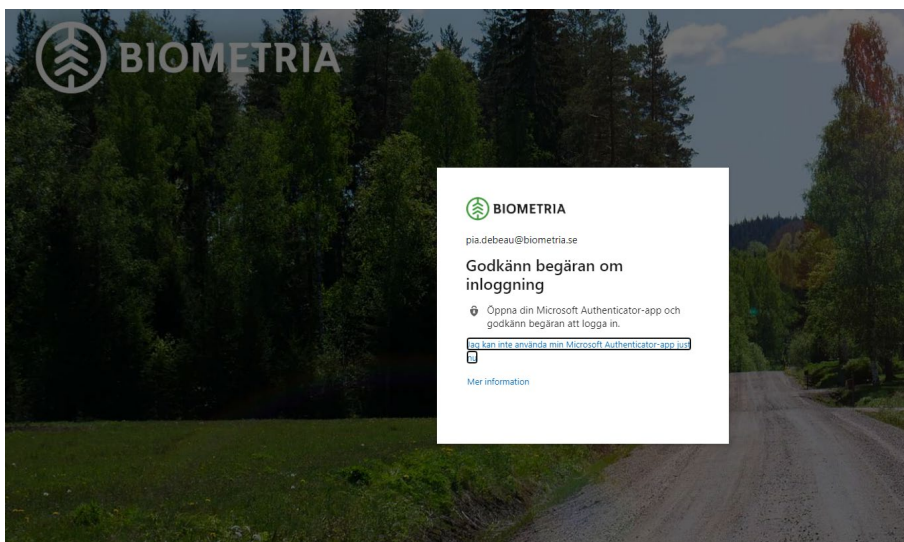 BIOMETRIA
BIOMETRIA
pia.debeau@biometria.se
Godkänn begäran om
inloggning
Öppna din Microsoft Authenticator-app och
godkänn begäran att logga in.
Jag kan inte använda min Microsoft Authenticator-app just
nu
Mer information